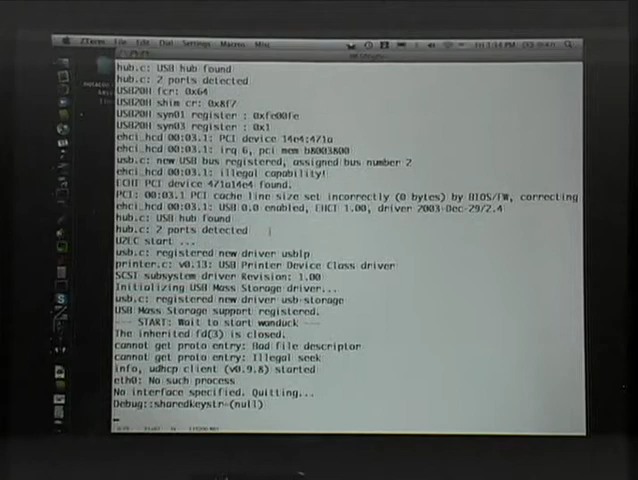 ZTerm File Edit Dial Settings Macros Misc
hub.c: USB hub found
hub.c: 2 ports detected
USB20H fcr: 0x64
USB20H shim cr: 0x8f7
USB20H syn01 register : 0xfe00fe
USB20H syn03 register : 0x1
ehci_hcd 00:03.1: PCI device 14e4:471a
ehci_hcd 00:03.1: irq 6, pci mem b8003800
usb.c: new USB bus registered, assigned bus number 2
ehci_hcd 00:03.1: illegal capability!
ECHI PCI device 471a14e4 found.
PCI: 00:03.1 PCI cache line size set incorrectly (0 bytes) by BIOS/FW, correcting
ehci_hcd 00:03.1: USB 0.0 enabled, EHCI 1.00, driver 2003-Dec-29/2.4
hub.c: USB hub found
hub.c: 2 ports detected
UZEC start ...
usb.c: registered new driver usblp
printer.c: v0.13: USB Printer Device Class driver
SCSI subsystem driver Revision: 1.00
Initializing USB Mass Storage driver...
usb.c: registered new driver usb-storage
USB Mass Storage support registered.
--- START: Wait to start wanduck ---
The inherited fd(3) is closed.
cannot get proto entry: Bad file descriptor
cannot get proto entry: Illegal seek
info, udhcp client (v0.9.8) started
eth0: No such process
No interface specified. Quitting...
Debug::sharedkeystr=(null)